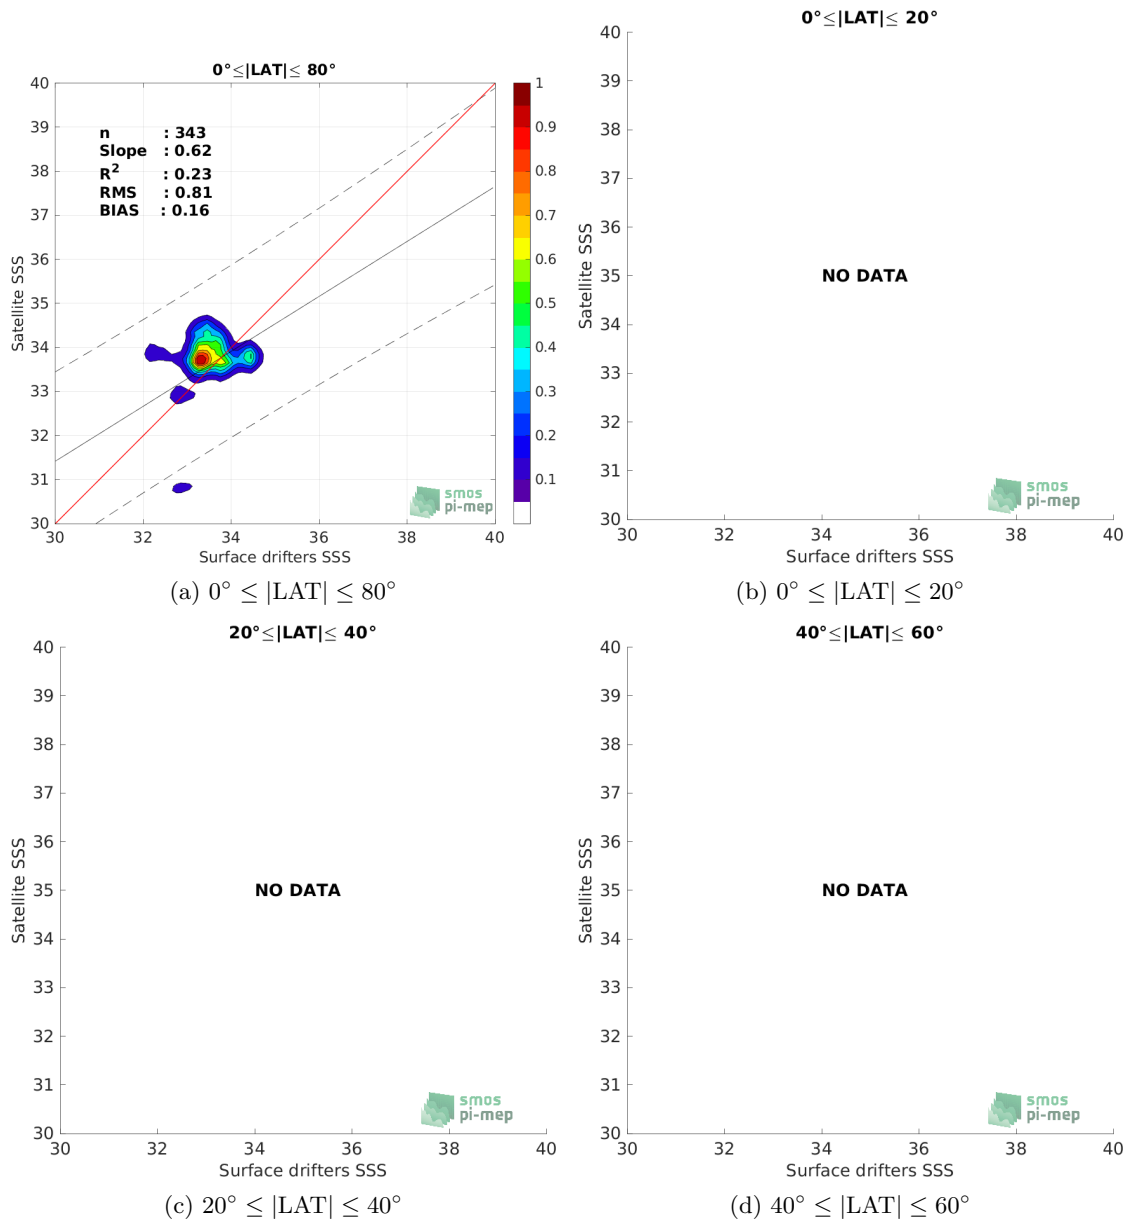 0°≤|LAT|≤ 80°
40
39
38
37
36
35
34
33
32
31
30
Satellite SSS
n : 343
Slope : 0.62
R² : 0.23
RMS : 0.81
BIAS : 0.16
smos
pi-mep
30 32 34 36 38 40
Surface drifters SSS
1
0.9
0.8
0.7
0.6
0.5
0.4
0.3
0.2
0.1
(a) 0° ≤ |LAT| ≤ 80°
0°≤|LAT|≤ 20°
40
39
38
37
36
35
34
33
32
31
30
Satellite SSS
NO DATA
smos
pi-mep
30 32 34 36 38 40
Surface drifters SSS
(b) 0° ≤ |LAT| ≤ 20°
20°≤|LAT|≤ 40°
40
39
38
37
36
35
34
33
32
31
30
Satellite SSS
NO DATA
smos
pi-mep
30 32 34 36 38 40
Surface drifters SSS
(c) 20° ≤ |LAT| ≤ 40°
40°≤|LAT|≤ 60°
40
39
38
37
36
35
34
33
32
31
30
Satellite SSS
NO DATA
smos
pi-mep
30 32 34 36 38 40
Surface drifters SSS
(d) 40° ≤ |LAT| ≤ 60°